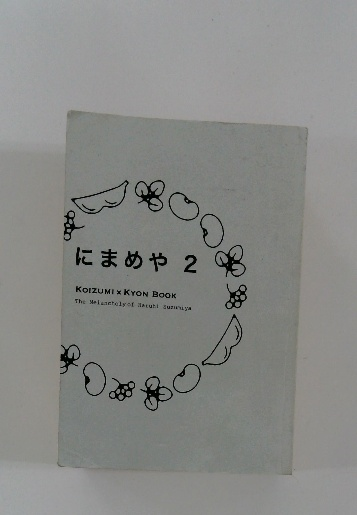 にまめや 2
KOIZUMI × KYON BOOK
The Melancholy of Haruhi Suzumiya